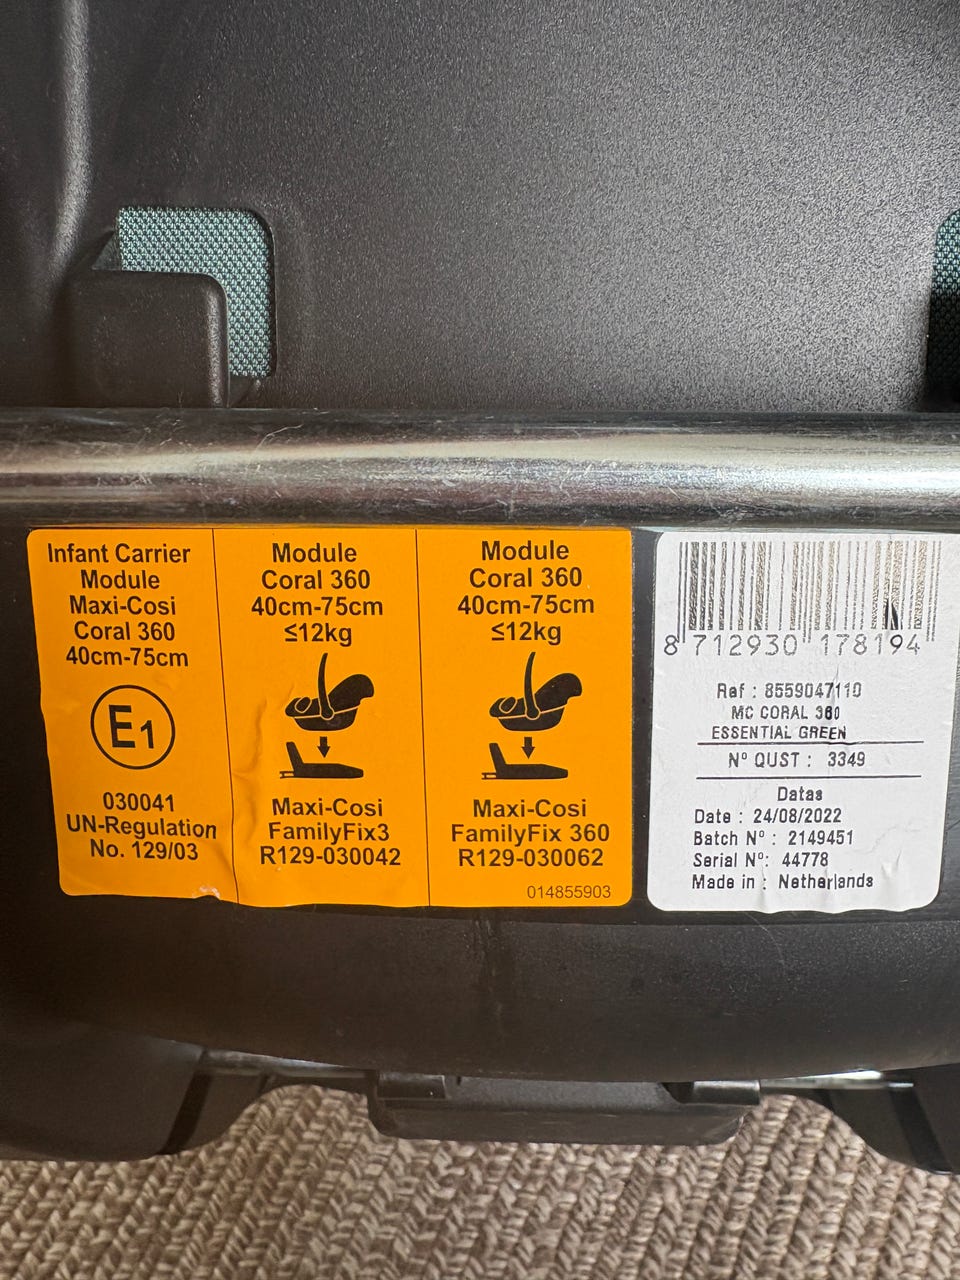 Infant Carrier
Module
Maxi-Cosi
Coral 360
40cm-75cm
E1
030041
UN-Regulation
No. 129/03
Module
Coral 360
40cm-75cm
≤12kg
Maxi-Cosi
FamilyFix3
R129-030042
Module
Coral 360
40cm-75cm
≤12kg
Maxi-Cosi
FamilyFix 360
R129-030062
014855903
8 712930 178194
Ref : 8559047110
MC CORAL 360
ESSENTIAL GREEN
Nº QUST : 3349
Datas
Date : 24/08/2022
Batch Nº : 2149451
Serial Nº: 44778
Made in : Netherlands